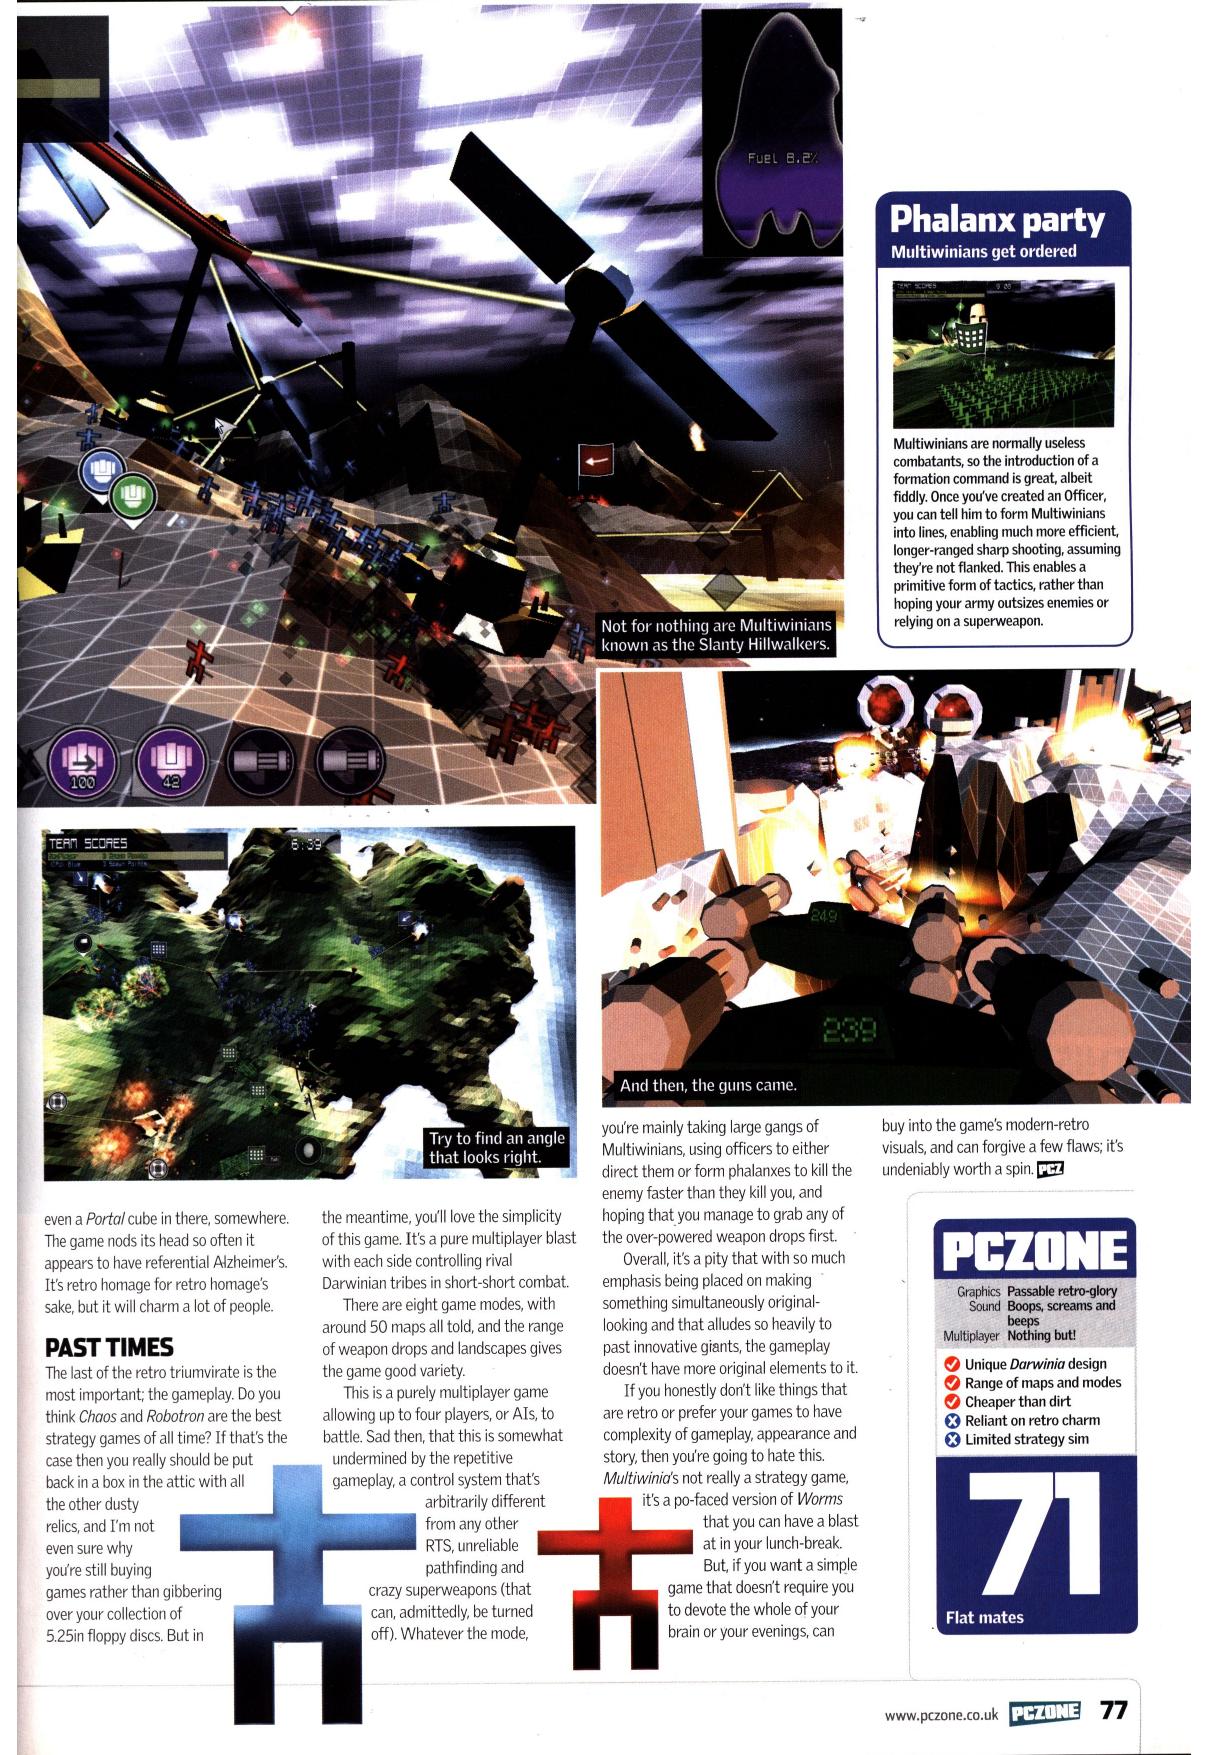 Fuel 8.2%
100
42
Not for nothing are Multiwinians
known as the Slanty Hillwalkers.
Phalanx party
Multiwinians get ordered
TEAM SCORES
Multiwinians are normally useless
combatants, so the introduction of a
formation command is great, albeit
fiddly. Once you've created an Officer,
you can tell him to form Multiwinians
into lines, enabling much more efficient,
longer-ranged sharp shooting, assuming
they're not flanked. This enables a
primitive form of tactics, rather than
hoping your army outsizes enemies or
relying on a superweapon.
TEAM SCORES
6:39
Try to find an angle
that looks right.
249
239
And then, the guns came.
even a Portal cube in there, somewhere.
The game nods its head so often it
appears to have referential Alzheimer's.
It's retro homage for retro homage's
sake, but it will charm a lot of people.
PAST TIMES
The last of the retro triumvirate is the
most important; the gameplay. Do you
think Chaos and Robotron are the best
strategy games of all time? If that's the
case then you really should be put
back in a box in the attic with all
the other dusty
relics, and I'm not
even sure why
you're still buying
games rather than gibbering
over your collection of
5.25in floppy discs. But in
the meantime, you'll love the simplicity
of this game. It's a pure multiplayer blast
with each side controlling rival
Darwinian tribes in short-short combat.
There are eight game modes, with
around 50 maps all told, and the range
of weapon drops and landscapes gives
the game good variety.
This is a purely multiplayer game
allowing up to four players, or AIs, to
battle. Sad then, that this is somewhat
undermined by the repetitive
gameplay, a control system that's
arbitrarily different
from any other
RTS, unreliable
pathfinding and
crazy superweapons (that
can, admittedly, be turned
off). Whatever the mode,
you're mainly taking large gangs of
Multiwinians, using officers to either
direct them or form phalanxes to kill the
enemy faster than they kill you, and
hoping that you manage to grab any of
the over-powered weapon drops first.
Overall, it's a pity that with so much
emphasis being placed on making
something simultaneously original-
looking and that alludes so heavily to
past innovative giants, the gameplay
doesn't have more original elements to it.
If you honestly don't like things that
are retro or prefer your games to have
complexity of gameplay, appearance and
story, then you're going to hate this.
Multiwinia's not really a strategy game,
it's a po-faced version of Worms
that you can have a blast
at in your lunch-break.
But, if you want a simple
game that doesn't require you
to devote the whole of your
brain or your evenings, can
buy into the game's modern-retro
visuals, and can forgive a few flaws; it's
undeniably worth a spin. PCZ
PCZONE
Graphics Passable retro-glory
Sound Boops, screams and
beeps
Multiplayer Nothing but!
Unique Darwinia design
Range of maps and modes
Cheaper than dirt
Reliant on retro charm
Limited strategy sim
71
Flat mates
www.pczone.co.uk PCZONE 77